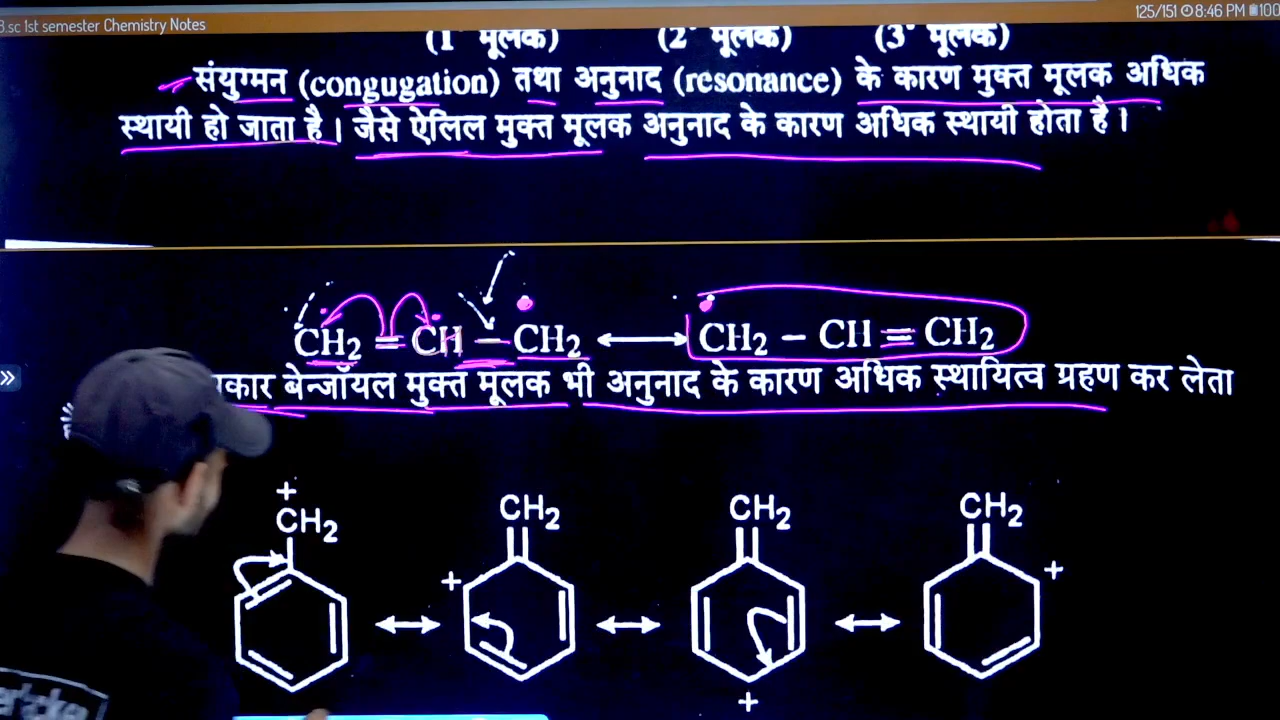 B.sc 1st semester Chemistry Notes
125/151 8:46 PM 100
(1° मूलक) (2° मूलक) (3° मूलक)
संयुग्मन (congugation) तथा अनुनाद (resonance) के कारण मुक्त मूलक अधिक
स्थायी हो जाता है। जैसे ऐलिल मुक्त मूलक अनुनाद के कारण अधिक स्थायी होता है।
CH₂ = CH – CH₂ ⟷ CH₂ – CH = CH₂
कार बेन्जॉयल मुक्त मूलक भी अनुनाद के कारण अधिक स्थायित्व ग्रहण कर लेता
+ CH₂ CH₂ CH₂ CH₂
+ +
+